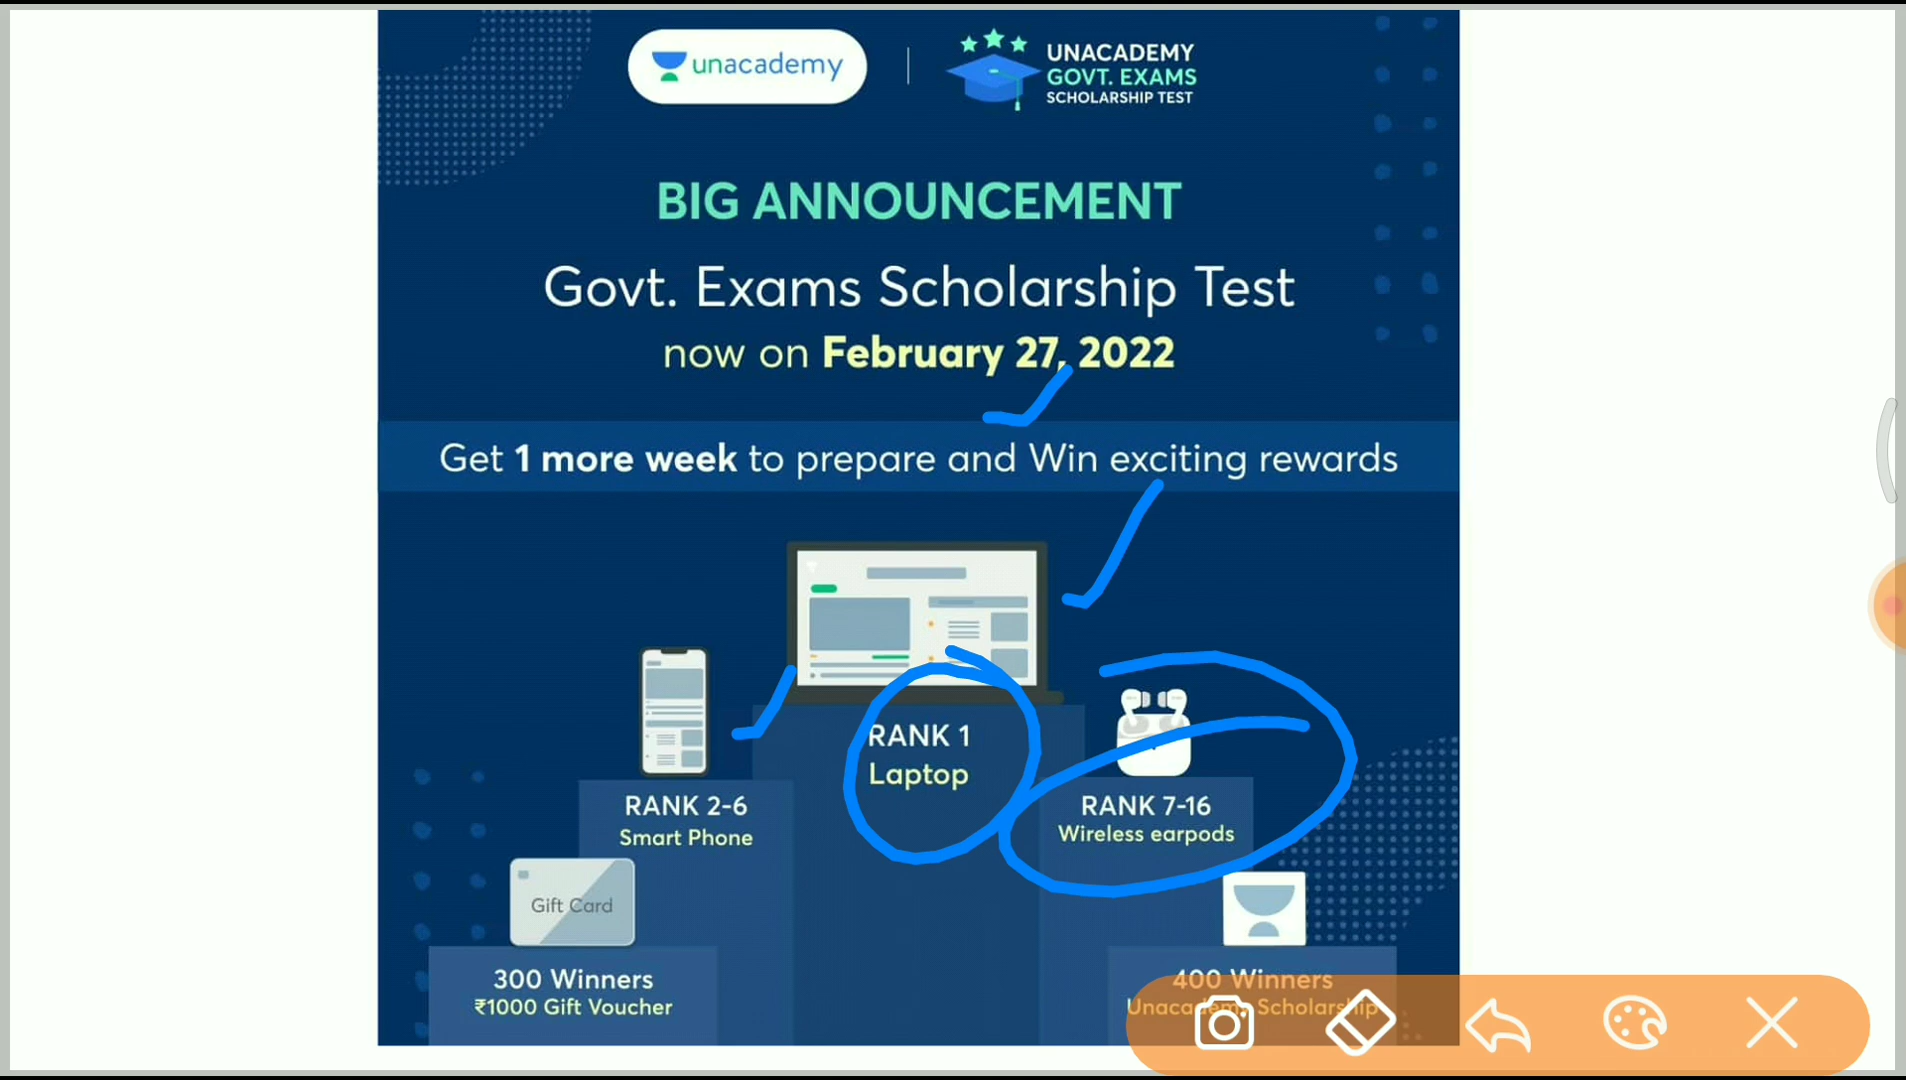 unacademy
UNACADEMY
GOVT. EXAMS
SCHOLARSHIP TEST
BIG ANNOUNCEMENT
Govt. Exams Scholarship Test
now on February 27, 2022
Get 1 more week to prepare and Win exciting rewards
RANK 1
Laptop
RANK 2-6
Smart Phone
RANK 7-16
Wireless earpods
Gift Card
300 Winners
₹1000 Gift Voucher
400 Winners
Unacademy Scholarship